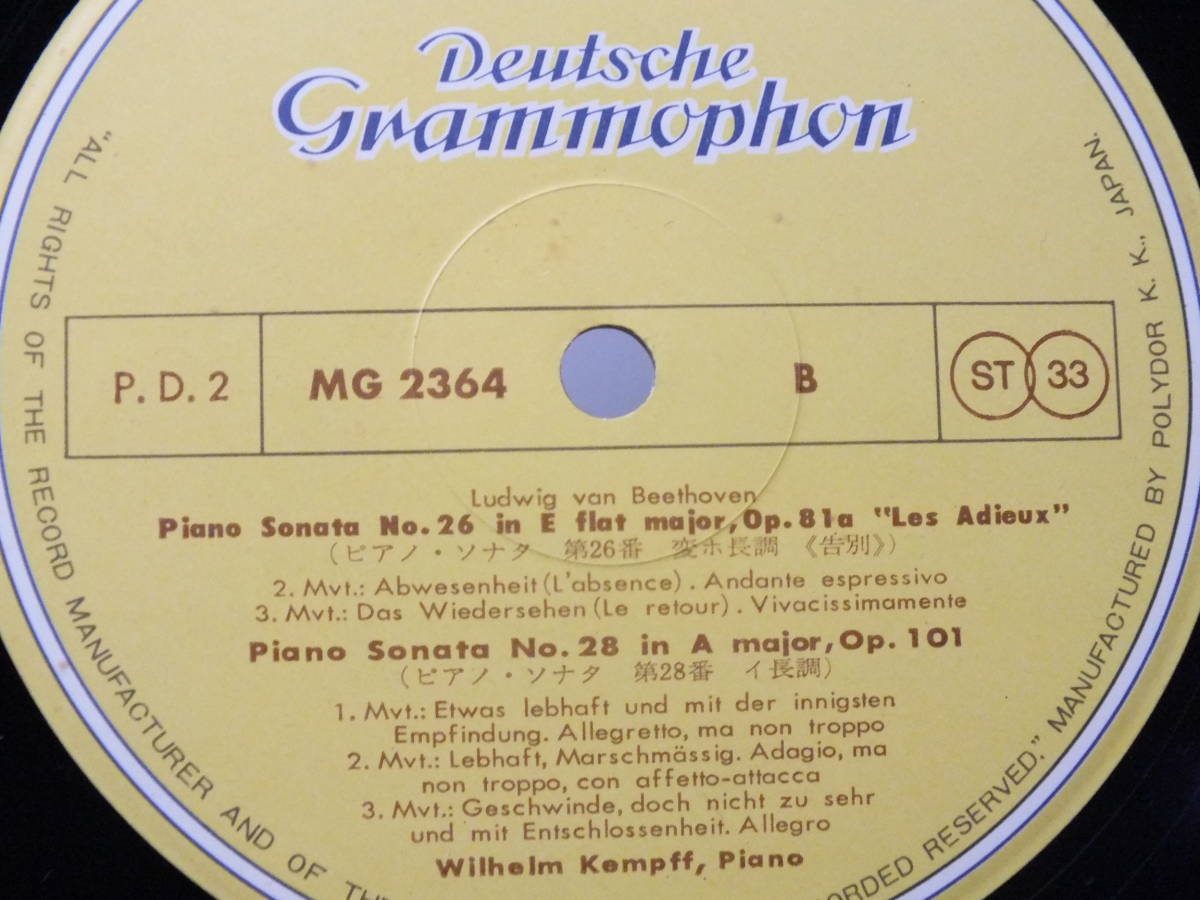 Deutsche
Grammophon
P. D. 2 MG 2364 B ST 33
Ludwig van Beethoven
Piano Sonata No. 26 in E flat major, Op. 81a "Les Adieux"
(ピアノ・ソナタ 第26番 変ホ長調 《告別》)
2. Mvt.: Abwesenheit (L'absence). Andante espressivo
3. Mvt.: Das Wiedersehen (Le retour). Vivacissimamente
Piano Sonata No. 28 in A major, Op. 101
(ピアノ・ソナタ 第28番 イ長調)
1. Mvt.: Etwas lebhaft und mit der innigsten
Empfindung. Allegretto, ma non troppo
2. Mvt.: Lebhaft, Marschmässig. Adagio, ma
non troppo, con affetto-attacca
3. Mvt.: Geschwinde, doch nicht zu sehr
und mit Entschlossenheit. Allegro
Wilhelm Kempff, Piano
"ALL RIGHTS OF THE RECORD MANUFACTURER AND OF THE
RESERVED." MANUFACTURED BY POLYDOR K. K., JAPAN.